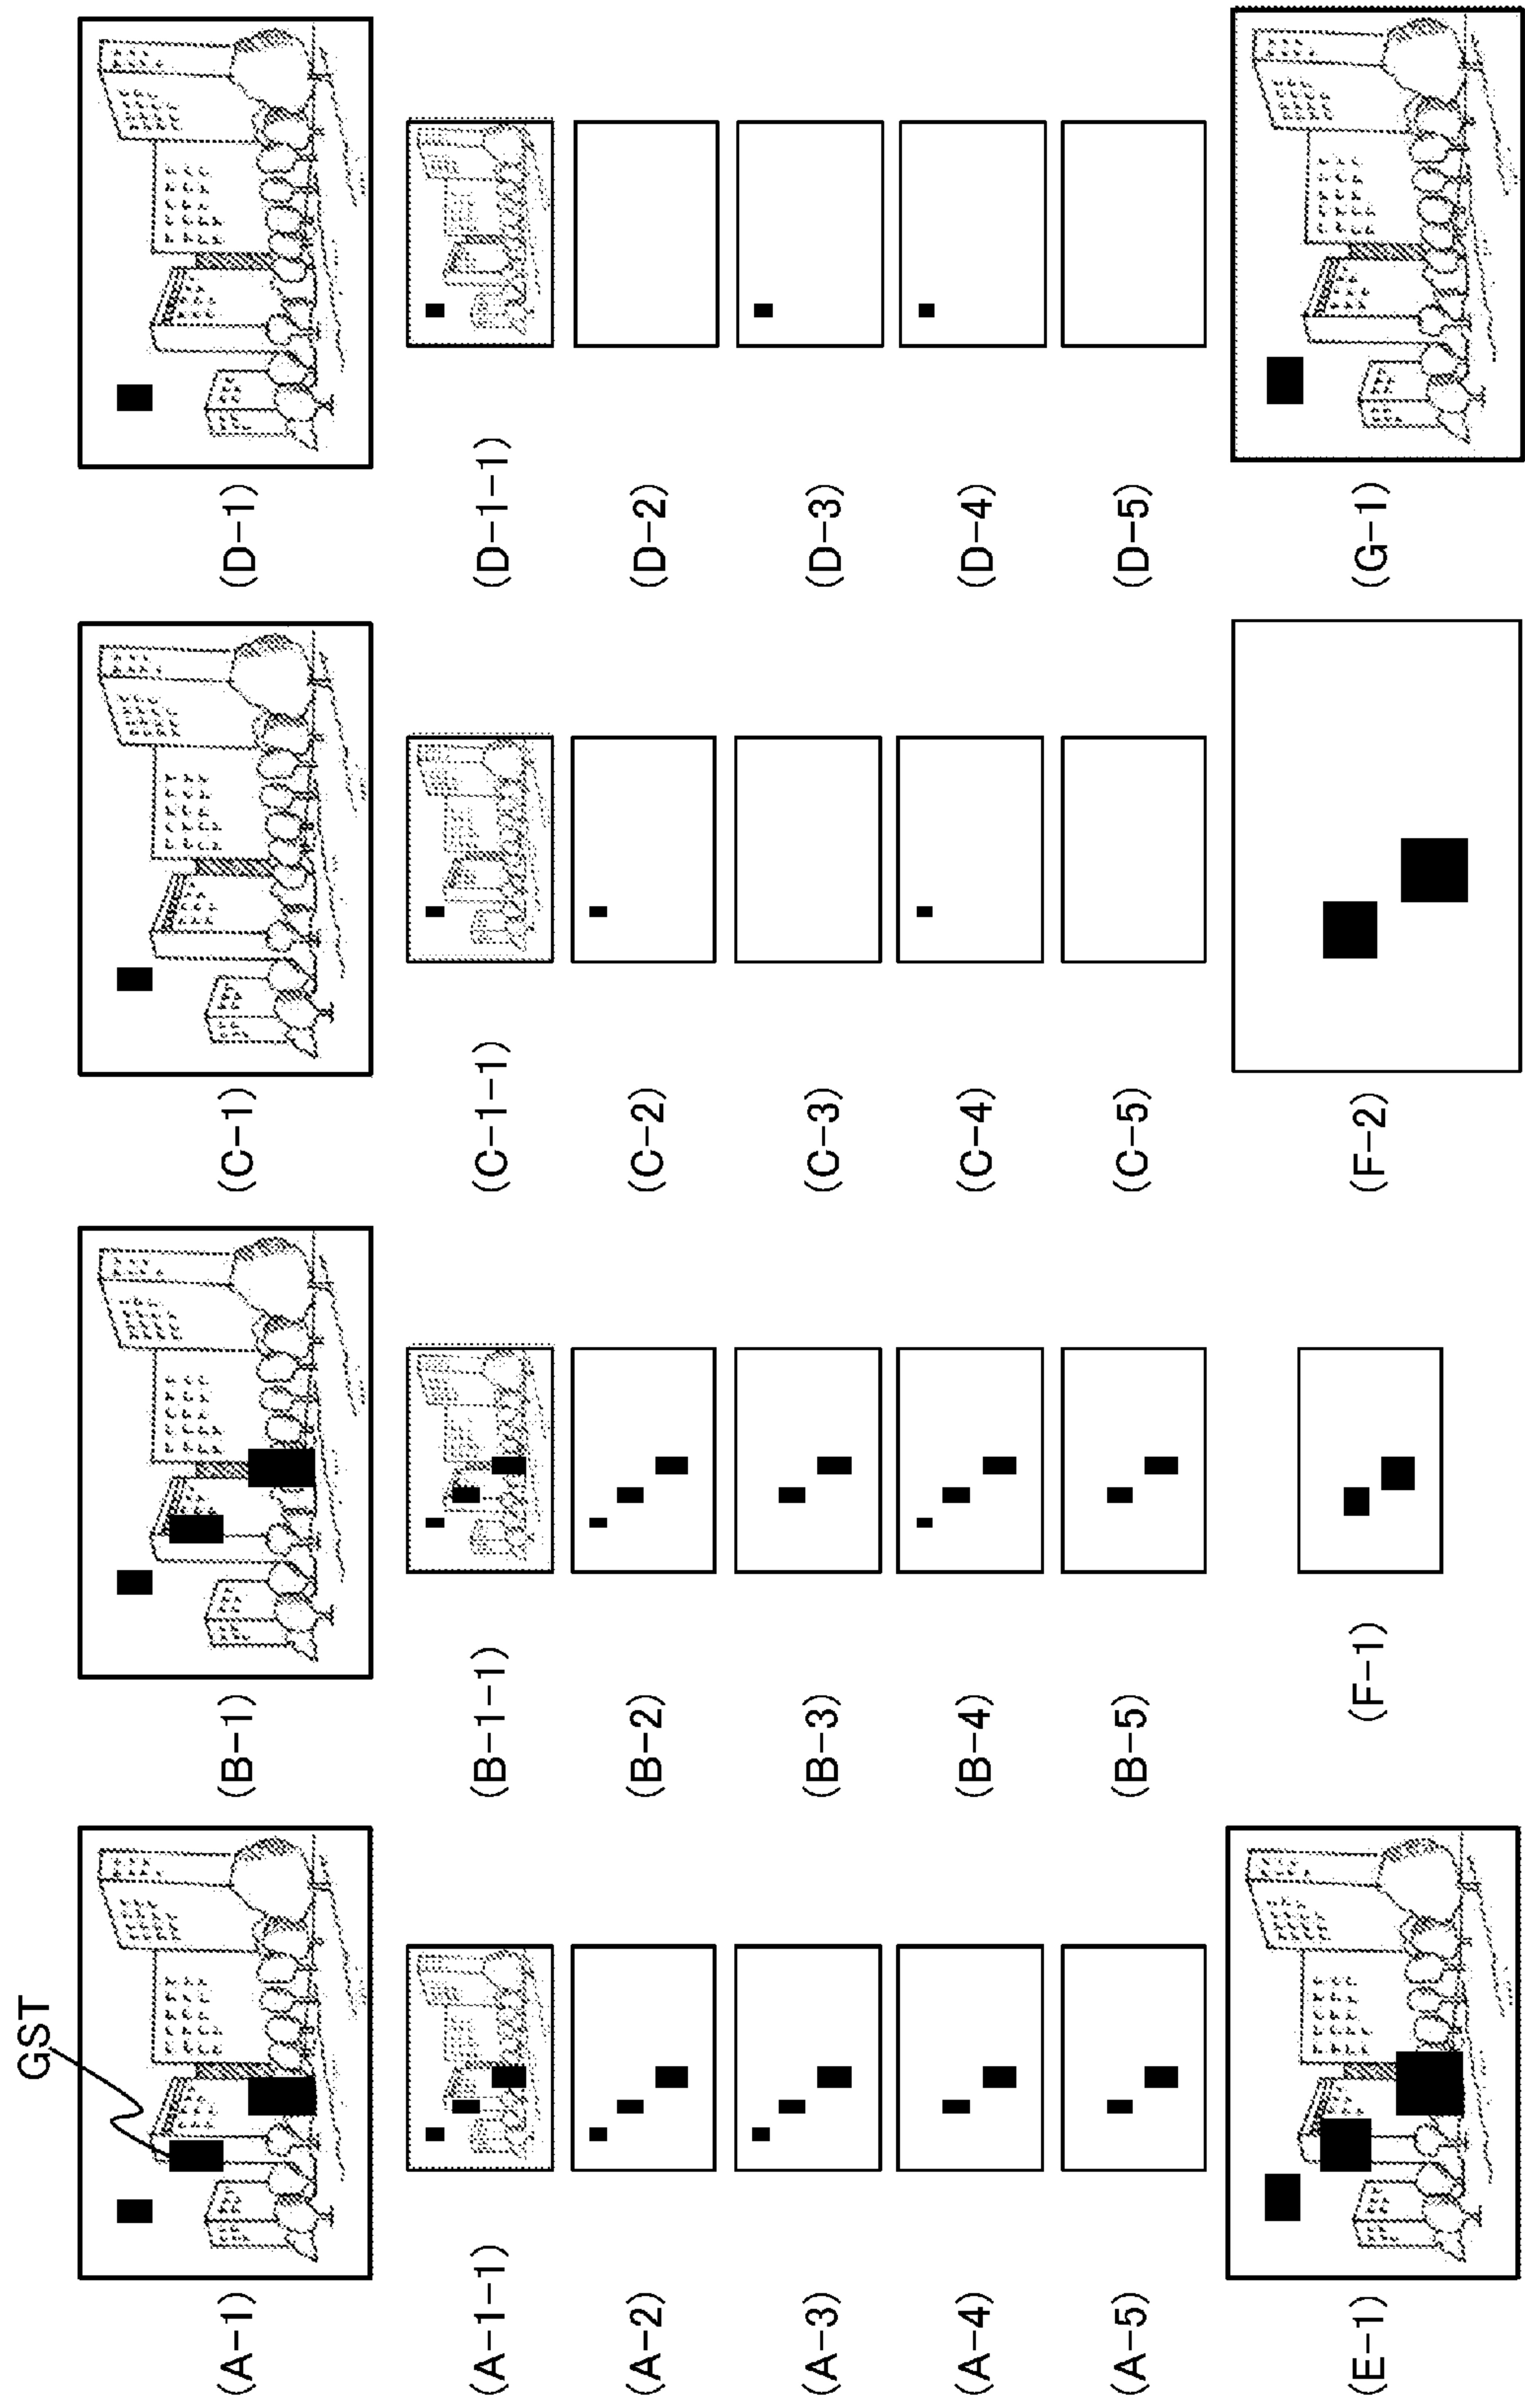 GST
(A-1)
(B-1)
(C-1)
(D-1)
(A-1-1)
(B-1-1)
(C-1-1)
(D-1-1)
(A-2)
(B-2)
(C-2)
(D-2)
(A-3)
(B-3)
(C-3)
(D-3)
(A-4)
(B-4)
(C-4)
(D-4)
(A-5)
(B-5)
(C-5)
(D-5)
(E-1)
(F-1)
(F-2)
(G-1)